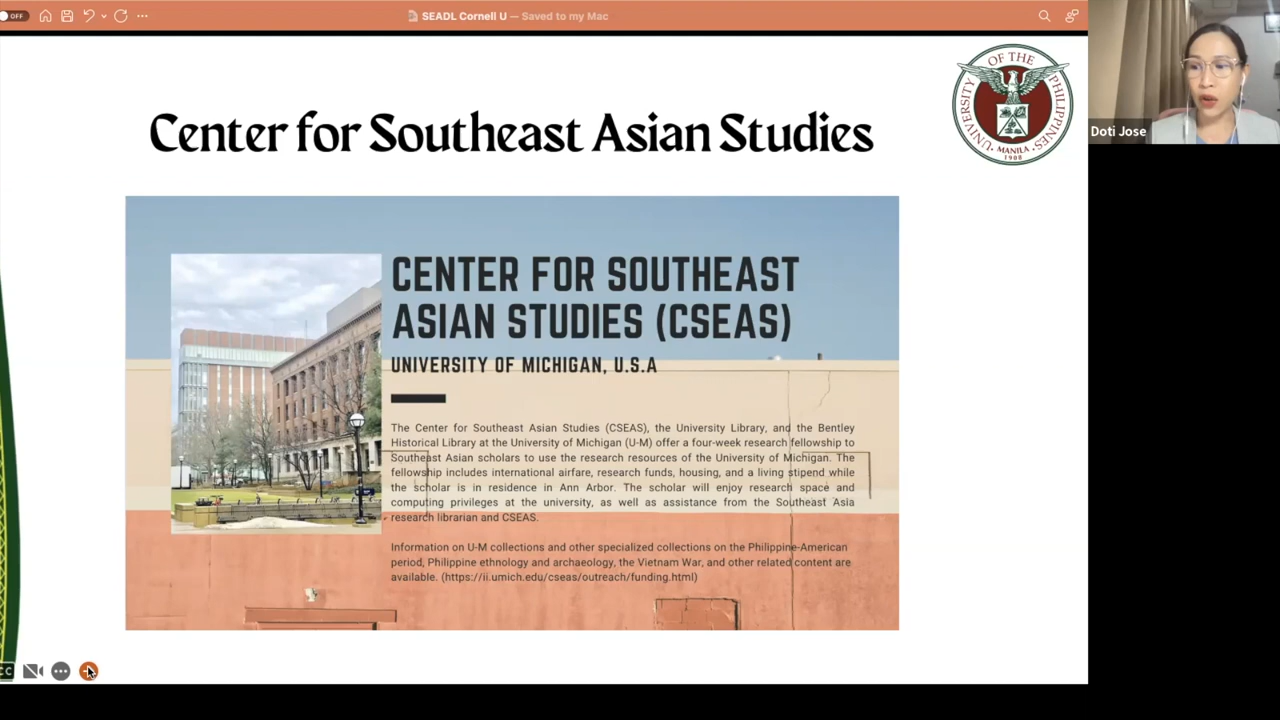 OFF
SEADL Cornell U — Saved to my Mac
Center for Southeast Asian Studies
UNIVERSITY OF THE PHILIPPINES
MANILA
1908
Doti Jose
CENTER FOR SOUTHEAST
ASIAN STUDIES (CSEAS)
UNIVERSITY OF MICHIGAN, U.S.A
The Center for Southeast Asian Studies (CSEAS), the University Library, and the Bentley
Historical Library at the University of Michigan (U-M) offer a four-week research fellowship to
Southeast Asian scholars to use the research resources of the University of Michigan. The
fellowship includes international airfare, research funds, housing, and a living stipend while
the scholar is in residence in Ann Arbor. The scholar will enjoy research space and
computing privileges at the university, as well as assistance from the Southeast Asia
research librarian and CSEAS.
Information on U-M collections and other specialized collections on the Philippine-American
period, Philippine ethnology and archaeology, the Vietnam War, and other related content are
available. (https://ii.umich.edu/cseas/outreach/funding.html)
CC